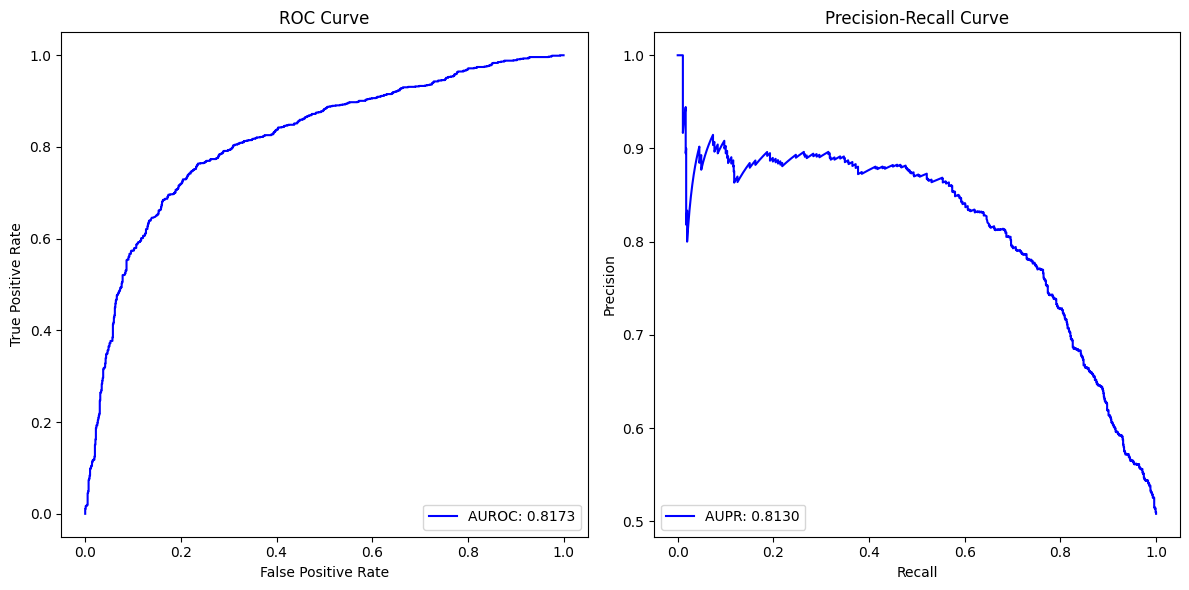 ROC Curve
1.0
0.8
0.6
0.4
0.2
0.0
True Positive Rate
AUROC: 0.8173
0.0 0.2 0.4 0.6 0.8 1.0
False Positive Rate
Precision-Recall Curve
1.0
0.9
0.8
0.7
0.6
0.5
Precision
AUPR: 0.8130
0.0 0.2 0.4 0.6 0.8 1.0
Recall